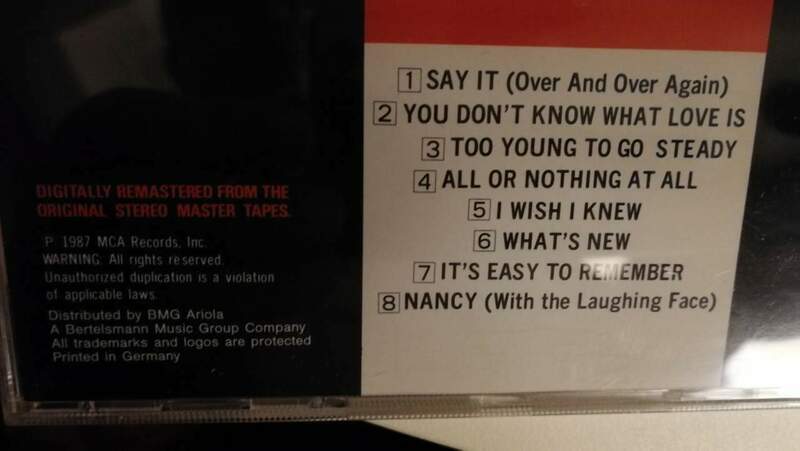 1 SAY IT (Over And Over Again)
2 YOU DON'T KNOW WHAT LOVE IS
3 TOO YOUNG TO GO STEADY
4 ALL OR NOTHING AT ALL
5 I WISH I KNEW
6 WHAT'S NEW
7 IT'S EASY TO REMEMBER
8 NANCY (With the Laughing Face)
DIGITALLY REMASTERED FROM THE
ORIGINAL STEREO MASTER TAPES.
P. 1987 MCA Records, Inc.
WARNING: All rights reserved.
Unauthorized duplication is a violation
of applicable laws.
Distributed by BMG Ariola
A Bertelsmann Music Group Company
All trademarks and logos are protected
Printed in Germany